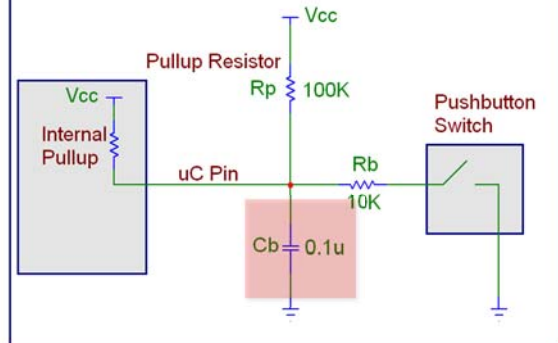 Vcc
Pullup Resistor
Rp 100K
Vcc
Internal
Pullup
Pushbutton
Switch
uC Pin
Rb
10K
Cb 0.1u